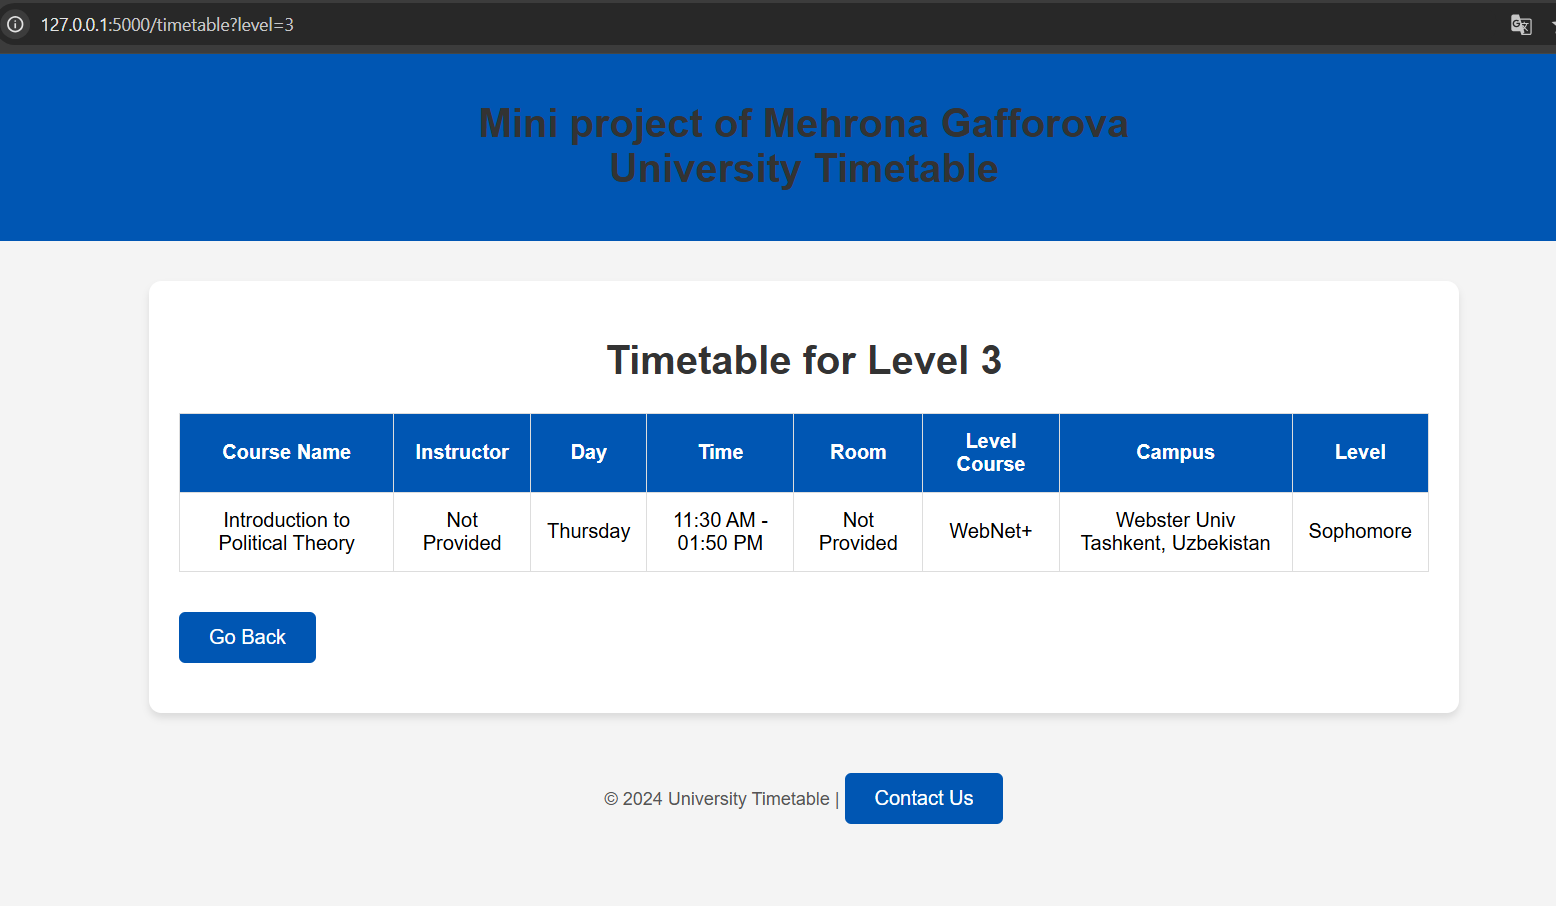 127.0.0.1:5000/timetable?level=3
Mini project of Mehrona Gafforova
University Timetable
Timetable for Level 3
Course Name Instructor Day Time Room Level Course Campus Level
Introduction to Political Theory Not Provided Thursday 11:30 AM - 01:50 PM Not Provided WebNet+ Webster Univ Tashkent, Uzbekistan Sophomore
Go Back
© 2024 University Timetable | Contact Us